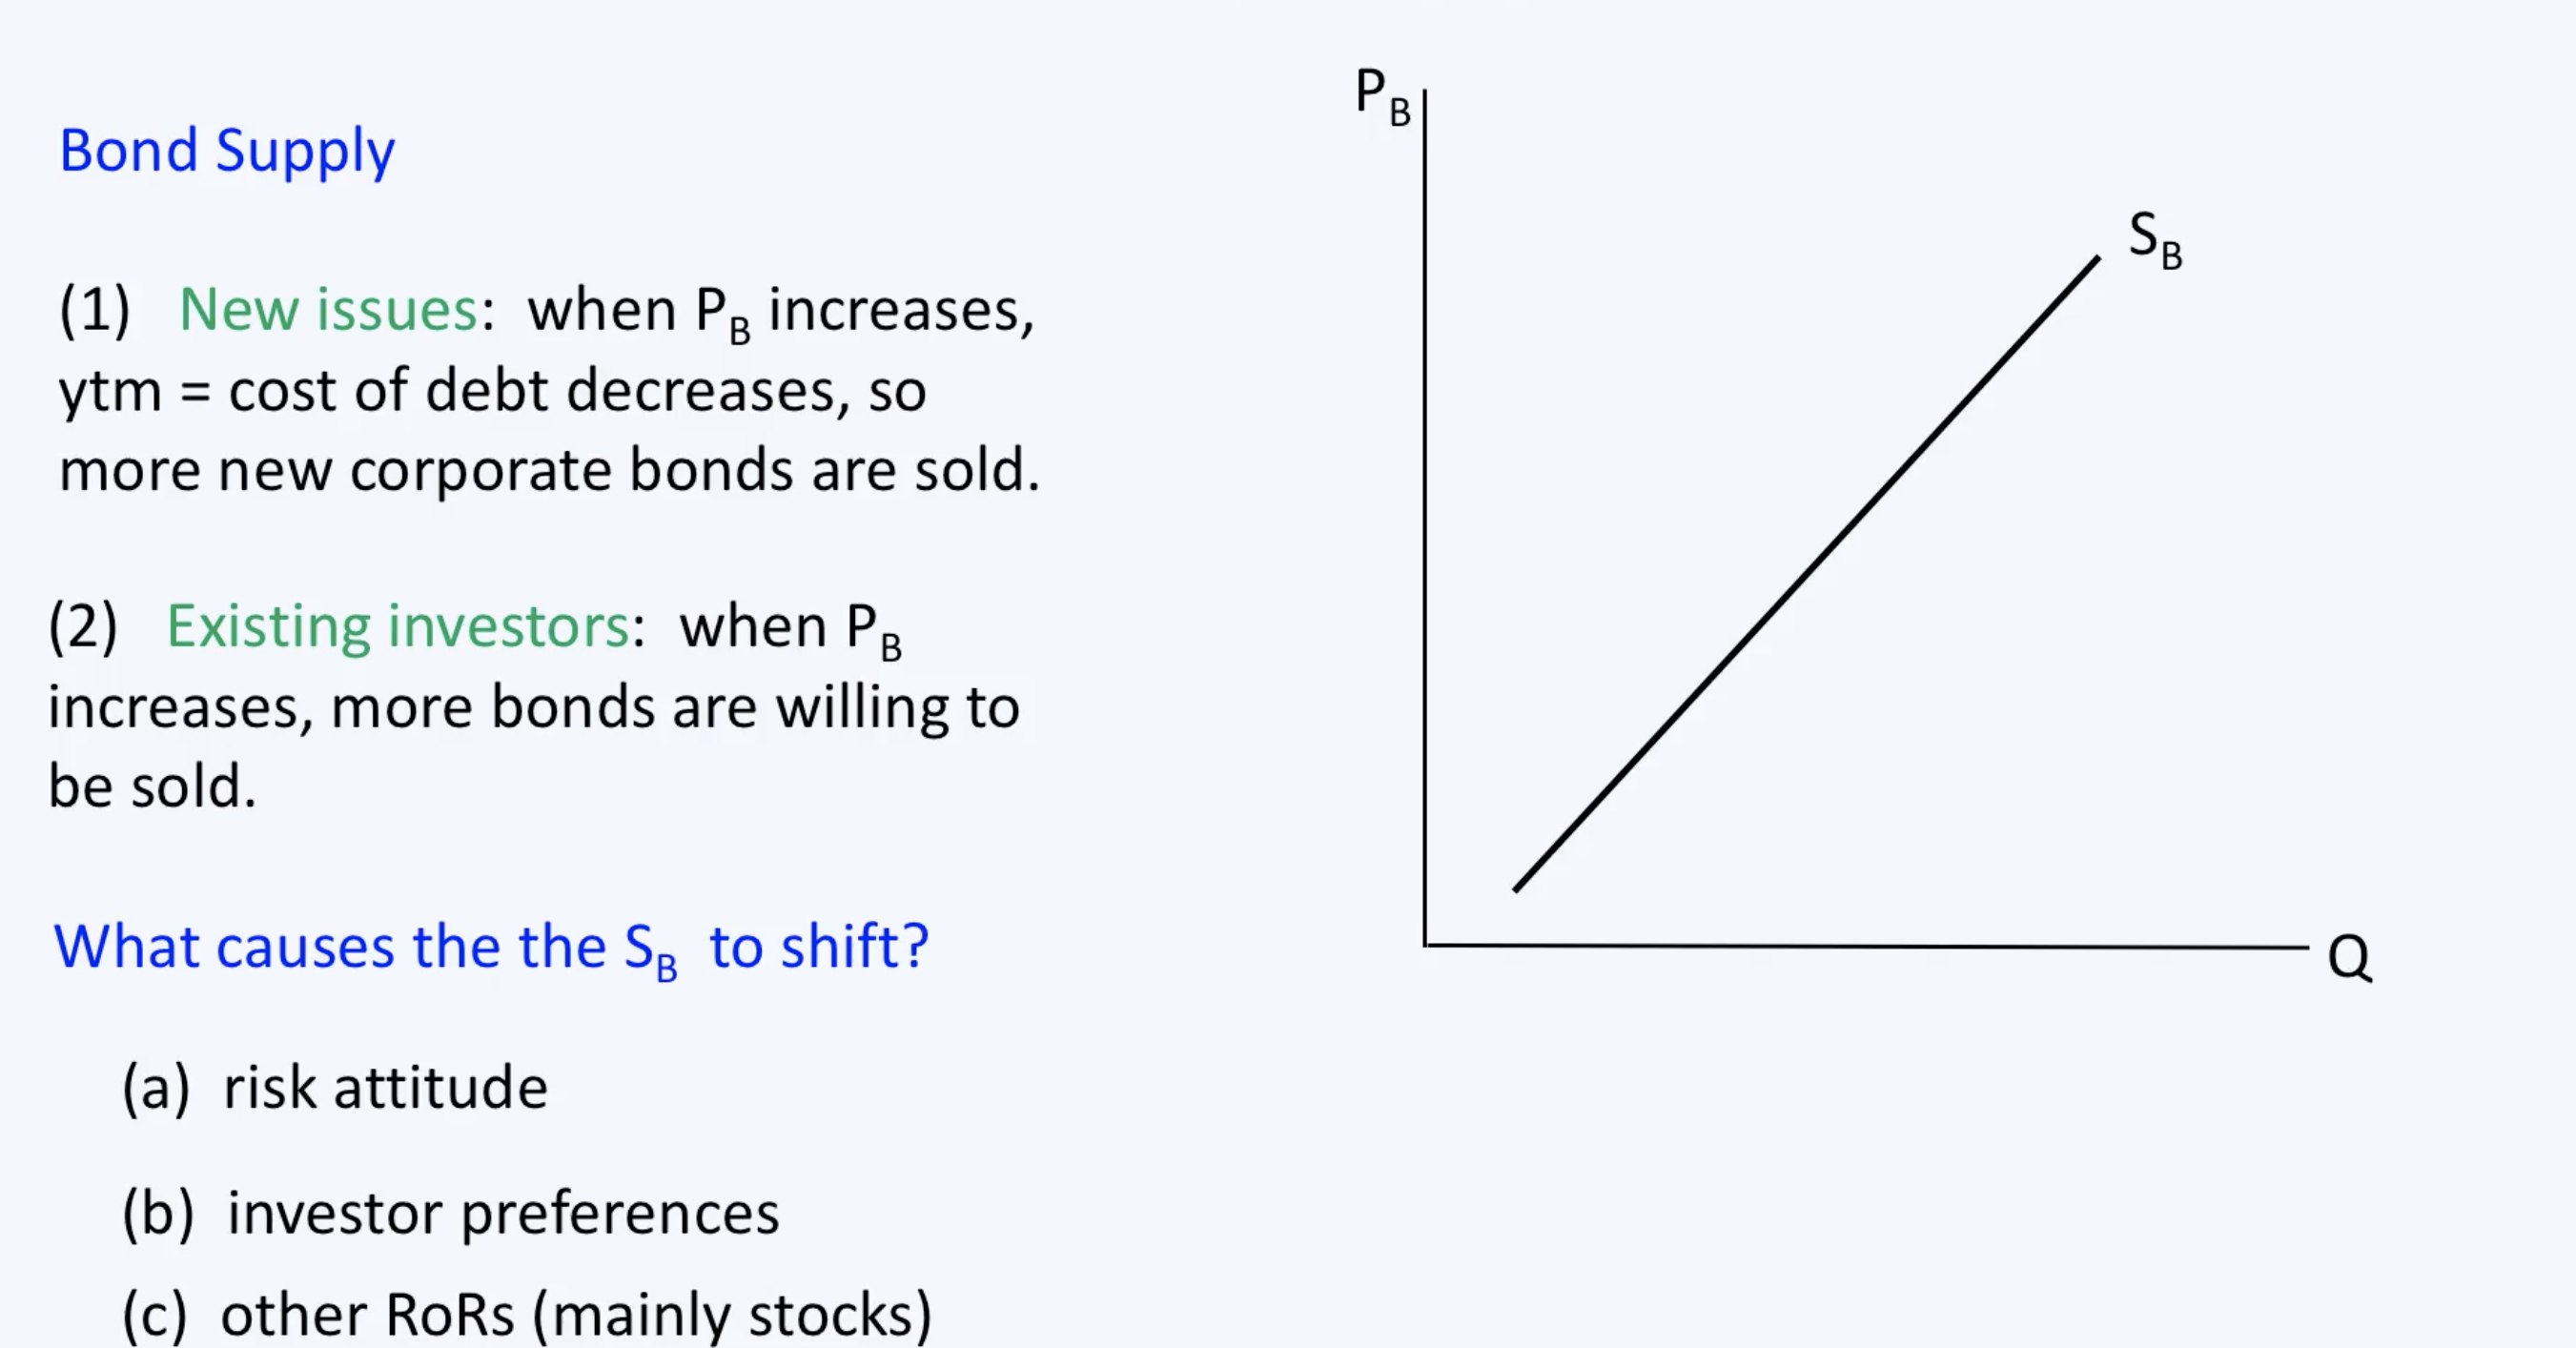 Bond Supply
(1) New issues: when P_B increases,
ytm = cost of debt decreases, so
more new corporate bonds are sold.
(2) Existing investors: when P_B
increases, more bonds are willing to
be sold.
What causes the the S_B to shift?
(a) risk attitude
(b) investor preferences
(c) other RoRs (mainly stocks)
P_B
S_B
Q